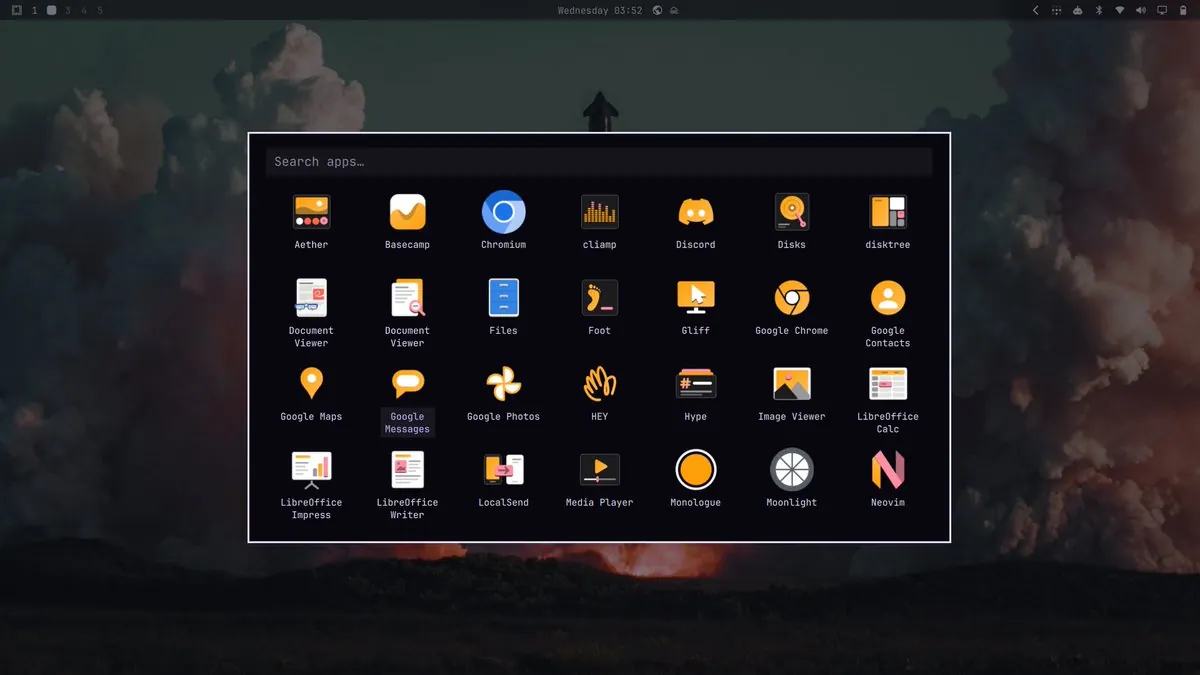 1 3 4 5
Wednesday 03:52
Search apps…
Aether
Basecamp
Chromium
cliamp
Discord
Disks
disktree
Document
Viewer
Document
Viewer
Files
Foot
Gliff
Google Chrome
Google
Contacts
Google Maps
Google
Messages
Google Photos
HEY
Hype
Image Viewer
LibreOffice
Calc
LibreOffice
Impress
LibreOffice
Writer
LocalSend
Media Player
Monologue
Moonlight
Neovim